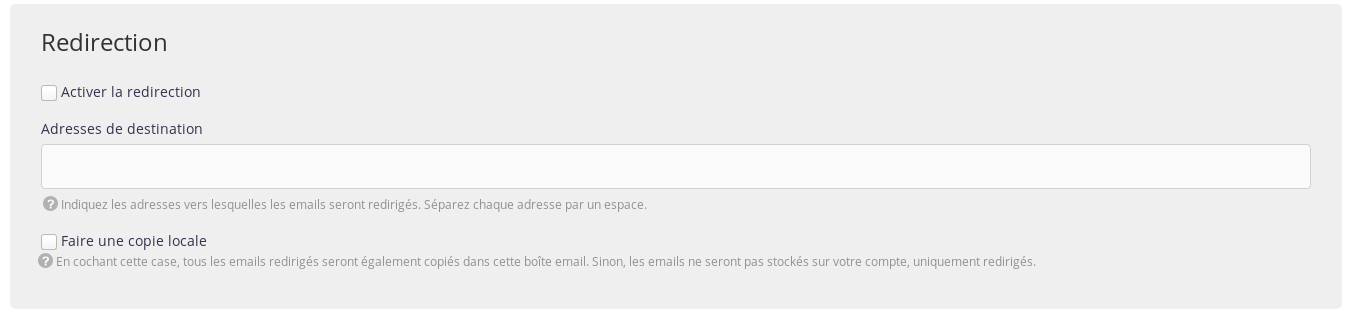 Redirection
Activer la redirection
Adresses de destination
? Indiquez les adresses vers lesquelles les emails seront redirigés. Séparez chaque adresse par un espace.
Faire une copie locale
? En cochant cette case, tous les emails redirigés seront également copiés dans cette boîte email. Sinon, les emails ne seront pas stockés sur votre compte, uniquement redirigés.